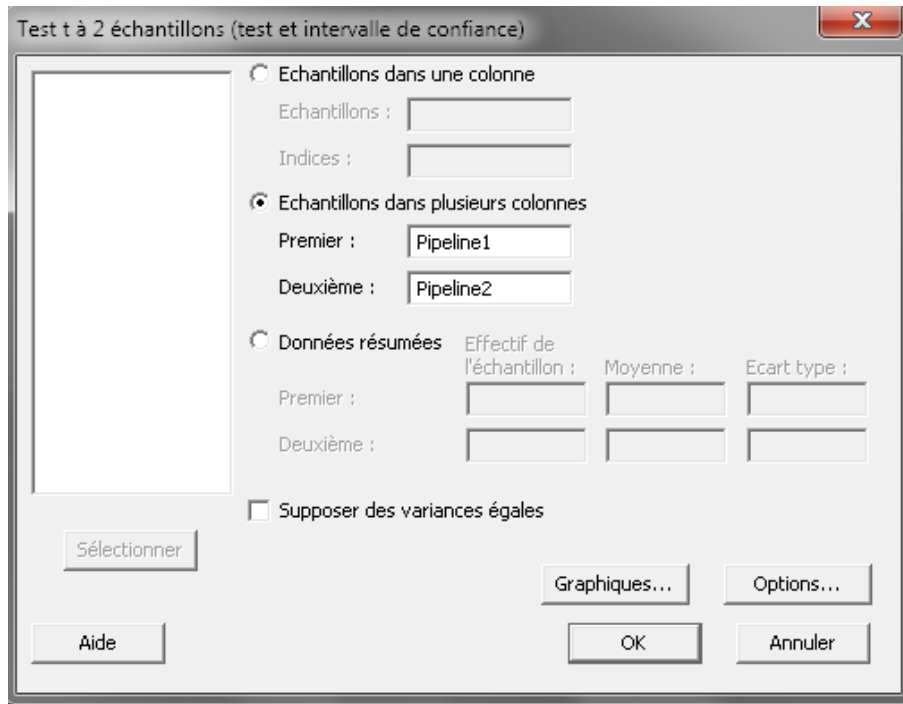 Test t à 2 échantillons (test et intervalle de confiance)
Echantillons dans une colonne
Echantillons :
Indices :
Echantillons dans plusieurs colonnes
Premier : Pipeline1
Deuxième : Pipeline2
Données résumées
Effectif de
l'échantillon : Moyenne : Ecart type :
Premier :
Deuxième :
Supposer des variances égales
Sélectionner
Graphiques... Options...
Aide OK Annuler